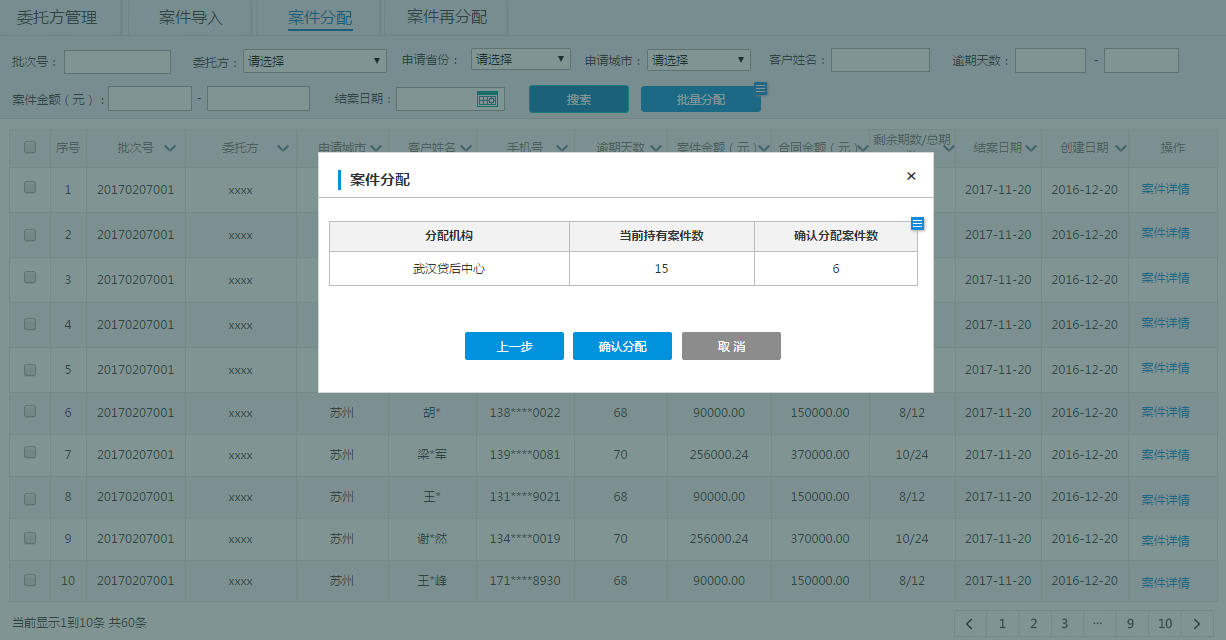 委托方管理 案件导入 案件分配 案件再分配
批次号： 委托方： 请选择 申请省份： 请选择 申请城市： 请选择 客户姓名： 逾期天数： -
案件金额（元）： - 结案日期： 搜索 批量分配
序号 批次号 委托方 申请城市 客户姓名 手机号 逾期天数 案件金额（元） 合同金额（元） 剩余期数/总期 结案日期 创建日期 操作
案件分配 ×
分配机构 当前持有案件数 确认分配案件数
武汉贷后中心 15 6
上一步 确认分配 取 消
1 20170207001 xxxx 2017-11-20 2016-12-20 案件详情
2 20170207001 xxxx 2017-11-20 2016-12-20 案件详情
3 20170207001 xxxx 2017-11-20 2016-12-20 案件详情
4 20170207001 xxxx 2017-11-20 2016-12-20 案件详情
5 20170207001 xxxx 2017-11-20 2016-12-20 案件详情
6 20170207001 xxxx 苏州 胡* 138****0022 68 90000.00 150000.00 8/12 2017-11-20 2016-12-20 案件详情
7 20170207001 xxxx 苏州 梁*军 139****0081 70 256000.24 370000.00 10/24 2017-11-20 2016-12-20 案件详情
8 20170207001 xxxx 苏州 王* 131****9021 68 90000.00 150000.00 8/12 2017-11-20 2016-12-20 案件详情
9 20170207001 xxxx 苏州 谢*然 134****0019 70 256000.24 370000.00 10/24 2017-11-20 2016-12-20 案件详情
10 20170207001 xxxx 苏州 王*峰 171****8930 68 90000.00 150000.00 8/12 2017-11-20 2016-12-20 案件详情
当前显示1到10条 共60条 1 2 3 ··· 9 10